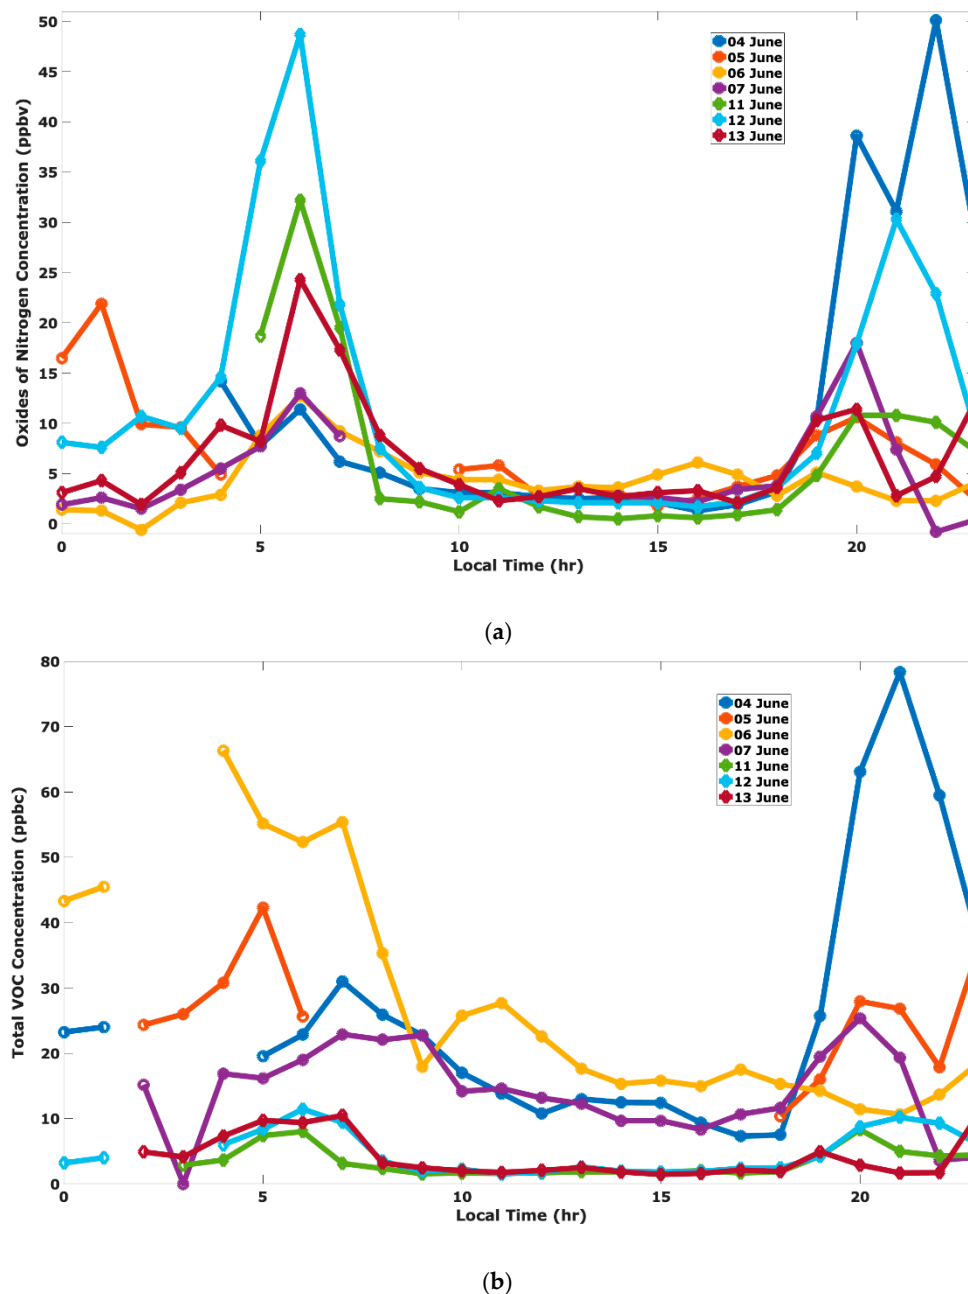 50
45
40
35
30
25
20
15
10
5
0
Oxides of Nitrogen Concentration (ppbv)
04 June
05 June
06 June
07 June
11 June
12 June
13 June
0 5 10 15 20
Local Time (hr)
(a)
80
70
60
50
40
30
20
10
0
Total VOC Concentration (ppbc)
04 June
05 June
06 June
07 June
11 June
12 June
13 June
0 5 10 15 20
Local Time (hr)
(b)